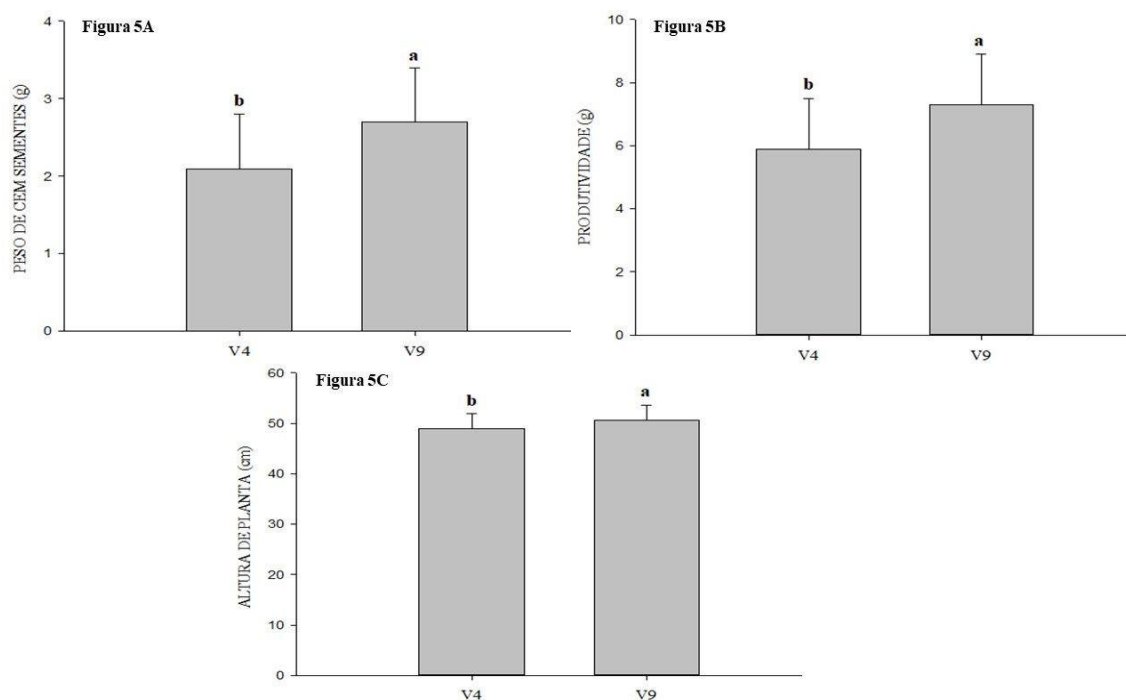 Figura 5A
a
b
PESO DE CEM SEMENTES (g)
4
3
2
1
0
V4
V9
Figura 5B
a
b
PRODUTIVIDADE (g)
10
8
6
4
2
0
V4
V9
Figura 5C
a
b
ALTURA DE PLANTA (cm)
60
50
40
30
20
10
0
V4
V9